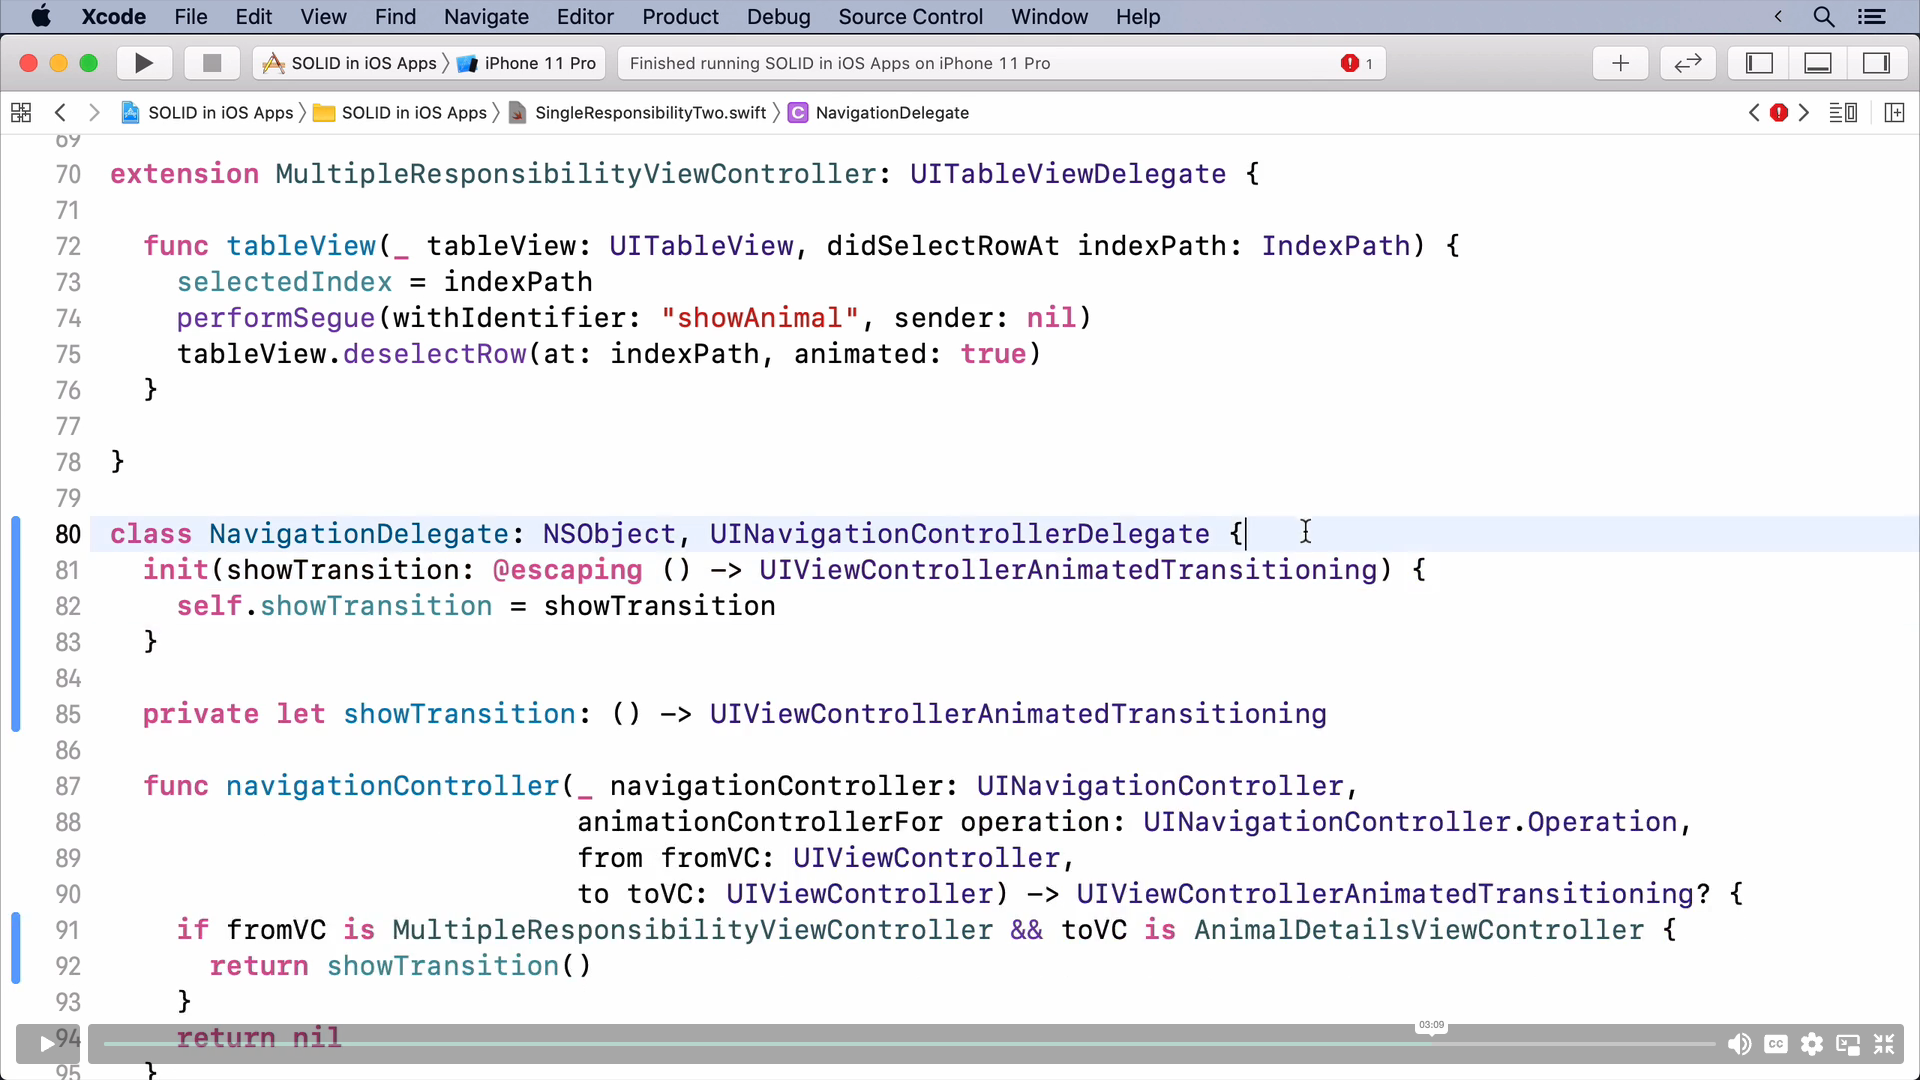 Xcode File Edit View Find Navigate Editor Product Debug Source Control Window Help
SOLID in iOS Apps iPhone 11 Pro Finished running SOLID in iOS Apps on iPhone 11 Pro 1
SOLID in iOS Apps SOLID in iOS Apps SingleResponsibilityTwo.swift C NavigationDelegate
69
70 extension MultipleResponsibilityViewController: UITableViewDelegate {
71
72 func tableView(_ tableView: UITableView, didSelectRowAt indexPath: IndexPath) {
73 selectedIndex = indexPath
74 performSegue(withIdentifier: "showAnimal", sender: nil)
75 tableView.deselectRow(at: indexPath, animated: true)
76 }
77
78 }
79
80 class NavigationDelegate: NSObject, UINavigationControllerDelegate {
81 init(showTransition: @escaping () -> UIViewControllerAnimatedTransitioning) {
82 self.showTransition = showTransition
83 }
84
85 private let showTransition: () -> UIViewControllerAnimatedTransitioning
86
87 func navigationController(_ navigationController: UINavigationController,
88 animationControllerFor operation: UINavigationController.Operation,
89 from fromVC: UIViewController,
90 to toVC: UIViewController) -> UIViewControllerAnimatedTransitioning? {
91 if fromVC is MultipleResponsibilityViewController && toVC is AnimalDetailsViewController {
92 return showTransition()
93 }
03:09
94 return nil
CC
95 }